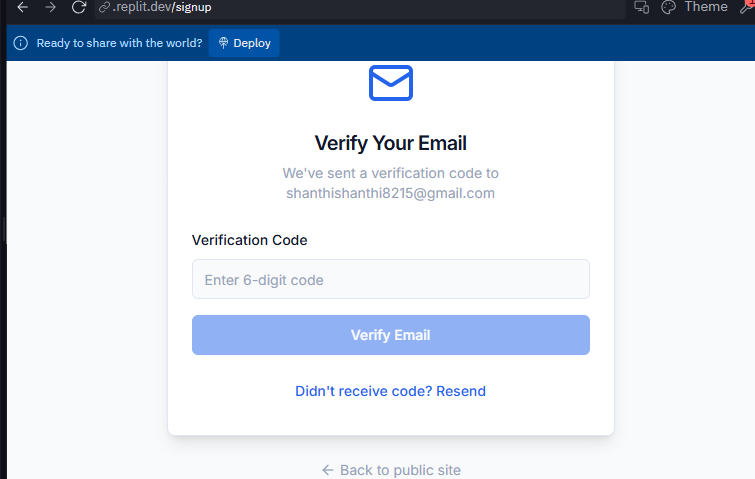 .replit.dev/signup
Theme
Ready to share with the world? Deploy
Verify Your Email
We've sent a verification code to
shanthishanthi8215@gmail.com
Verification Code
Enter 6-digit code
Verify Email
Didn't receive code? Resend
← Back to public site